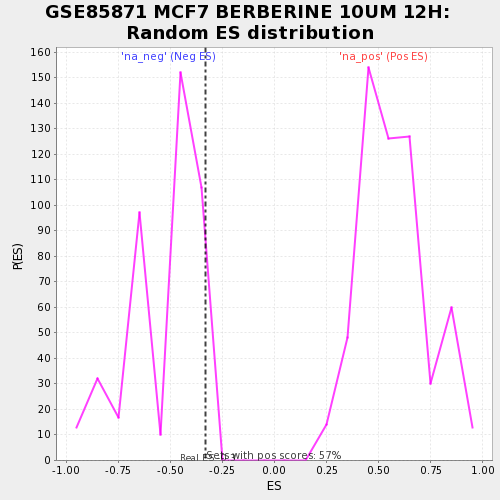 GSE85871 MCF7 BERBERINE 10UM 12H:
Random ES distribution
'na_neg' (Neg ES)
'na_pos' (Pos ES)
160
150
140
130
120
110
100
90
80
70
60
50
40
30
20
10
0
P(ES)
Sets with pos scores: 57%
Real ES
-1.00 -0.75 -0.50 -0.25 0.00 0.25 0.50 0.75 1.00
ES